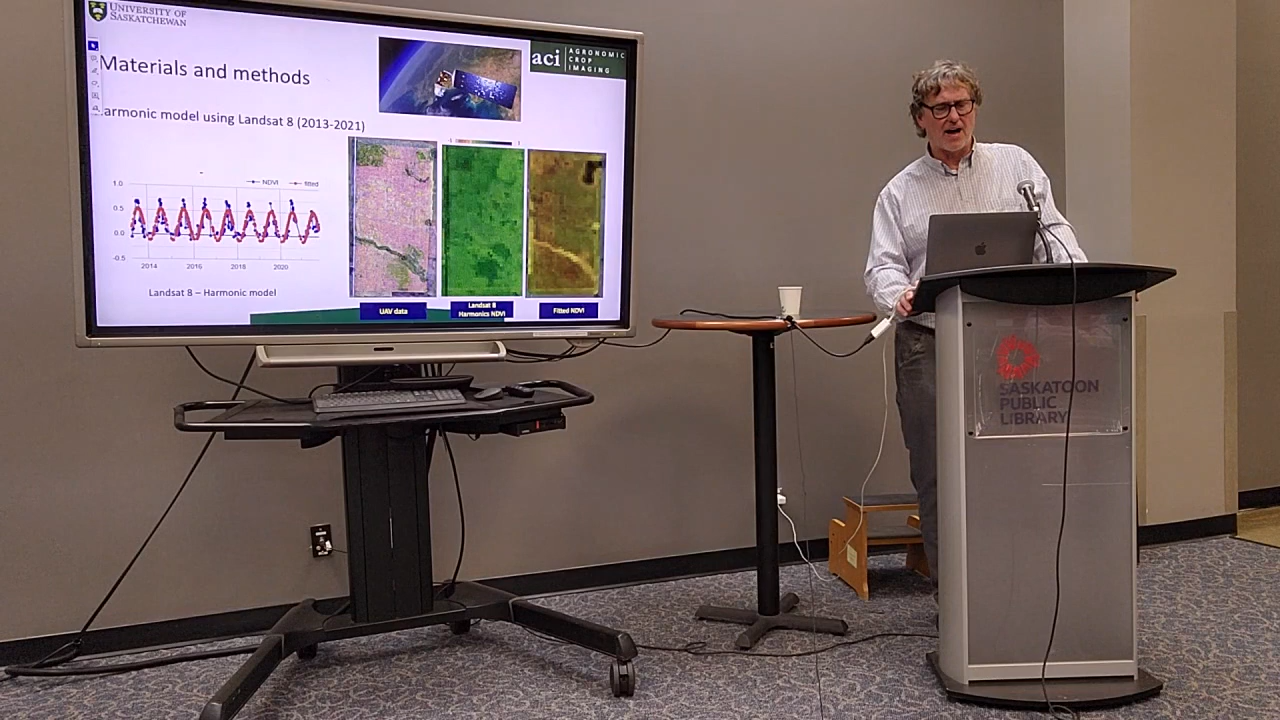 UNIVERSITY OF
SASKATCHEWAN
aci
AGRONOMIC
CROP
IMAGING
Materials and methods
armonic model using Landsat 8 (2013-2021)
NDVI
fitted
1.0
0.5
0.0
-0.5
2014
2016
2018
2020
Landsat 8 – Harmonic model
-1
1
UAV data
Landsat 8
Harmonics NDVI
Fitted NDVI
SASKATOON
PUBLIC
LIBRARY